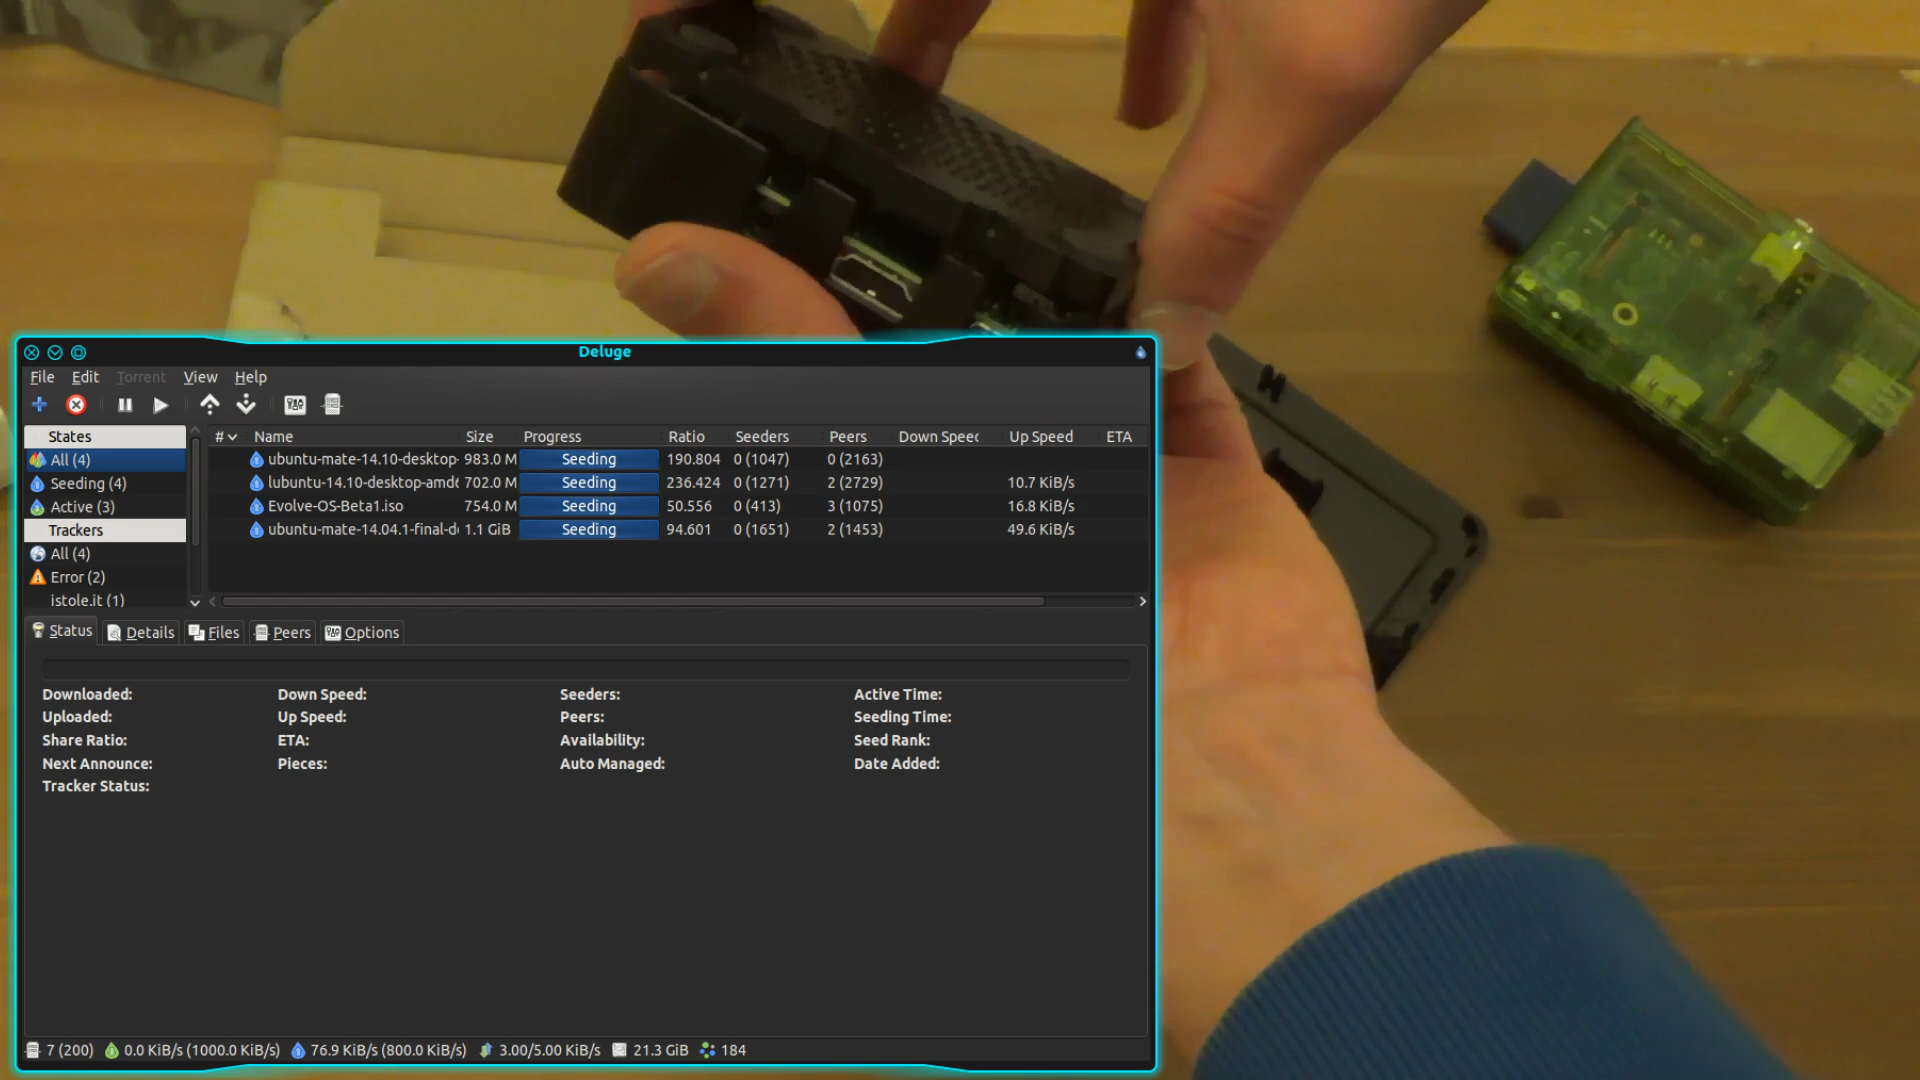 Deluge
File Edit Torrent View Help
States
All (4)
Seeding (4)
Active (3)
Trackers
All (4)
Error (2)
istole.it (1)
# Name Size Progress Ratio Seeders Peers Down Speed Up Speed ETA
ubuntu-mate-14.10-desktop- 983.0 M Seeding 190.804 0 (1047) 0 (2163)
lubuntu-14.10-desktop-amd6 702.0 M Seeding 236.424 0 (1271) 2 (2729) 10.7 KiB/s
Evolve-OS-Beta1.iso 754.0 M Seeding 50.556 0 (413) 3 (1075) 16.8 KiB/s
ubuntu-mate-14.04.1-final-de 1.1 GiB Seeding 94.601 0 (1651) 2 (1453) 49.6 KiB/s
Status Details Files Peers Options
Downloaded: Down Speed: Seeders: Active Time:
Uploaded: Up Speed: Peers: Seeding Time:
Share Ratio: ETA: Availability: Seed Rank:
Next Announce: Pieces: Auto Managed: Date Added:
Tracker Status:
7 (200) 0.0 KiB/s (1000.0 KiB/s) 76.9 KiB/s (800.0 KiB/s) 3.00/5.00 KiB/s 21.3 GiB 184